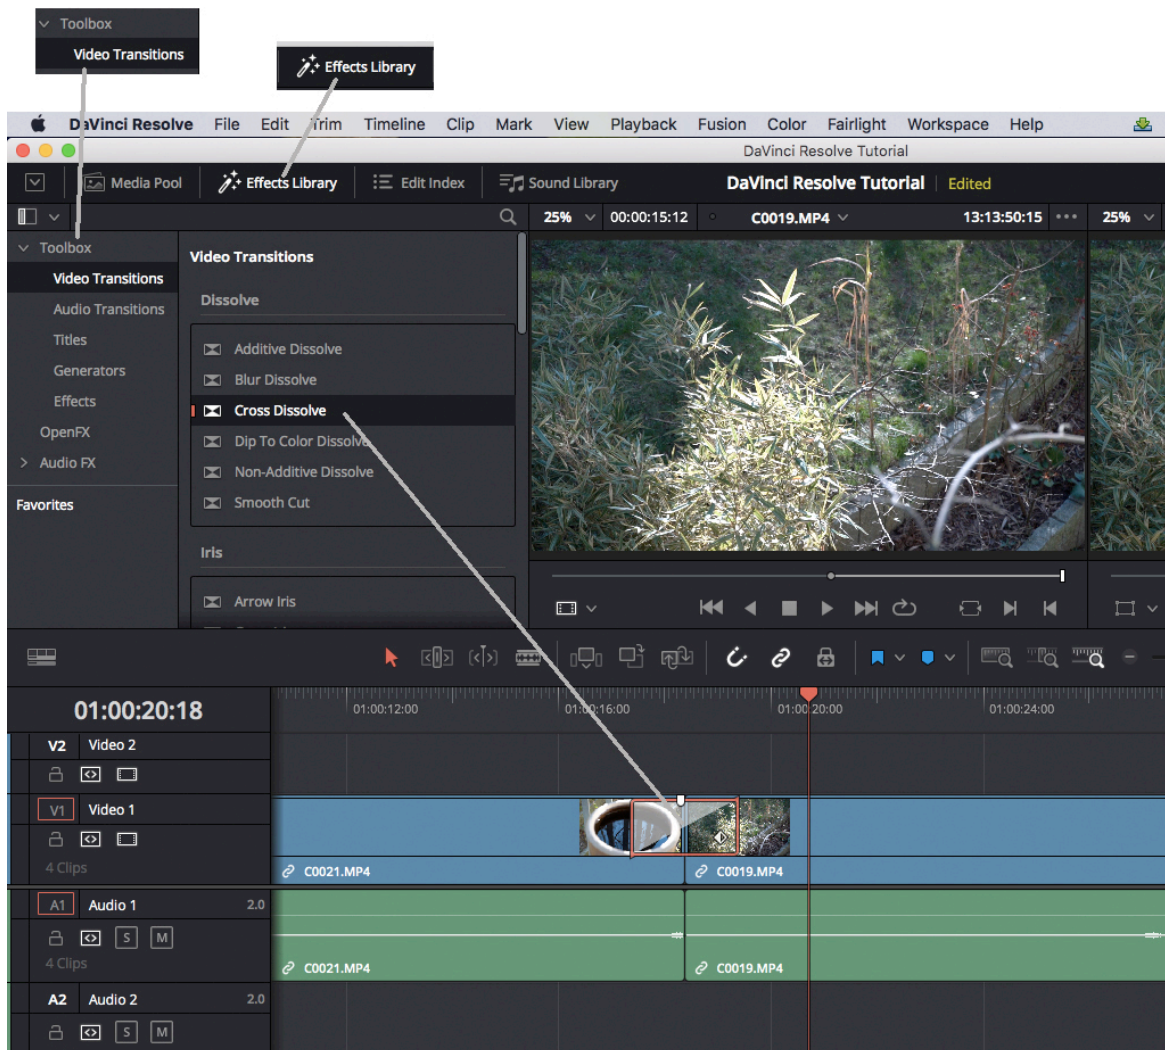 Toolbox
Video Transitions
Effects Library
DaVinci Resolve File Edit Trim Timeline Clip Mark View Playback Fusion Color Fairlight Workspace Help
DaVinci Resolve Tutorial
Media Pool Effects Library Edit Index Sound Library DaVinci Resolve Tutorial Edited
25% 00:00:15:12 C0019.MP4 13:13:50:15 25%
Toolbox
Video Transitions
Audio Transitions
Titles
Generators
Effects
OpenFX
Audio FX
Favorites
Video Transitions
Dissolve
Additive Dissolve
Blur Dissolve
Cross Dissolve
Dip To Color Dissolve
Non-Additive Dissolve
Smooth Cut
Iris
Arrow Iris
01:00:20:18
01:00:12:00 01:00:16:00 01:00:20:00 01:00:24:00
V2 Video 2
V1 Video 1
4 Clips
C0021.MP4 C0019.MP4
A1 Audio 1 2.0
S M
4 Clips
C0021.MP4 C0019.MP4
A2 Audio 2 2.0
S M